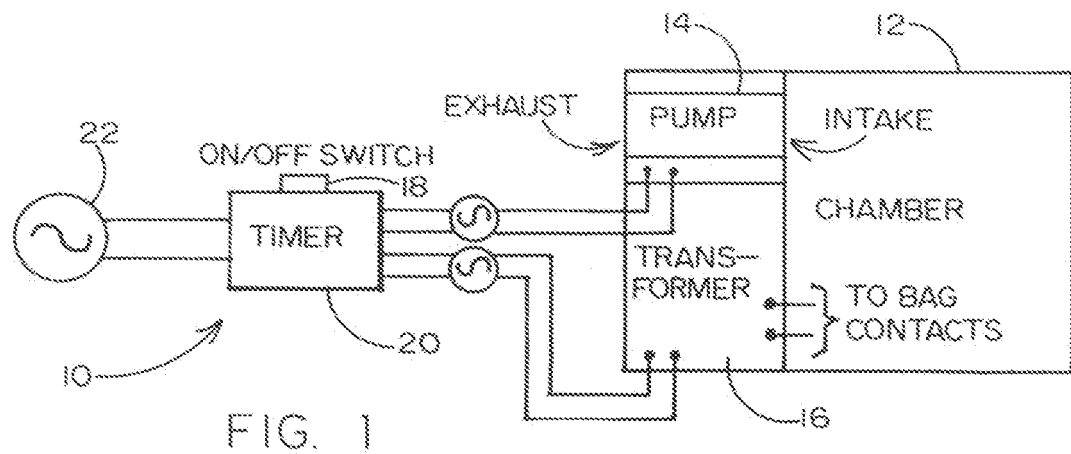 14
12
EXHAUST
PUMP
INTAKE
22
ON/OFF SWITCH
18
TIMER
CHAMBER
TRANS-
FORMER
TO BAG
CONTACTS
20
10
16
FIG. 1